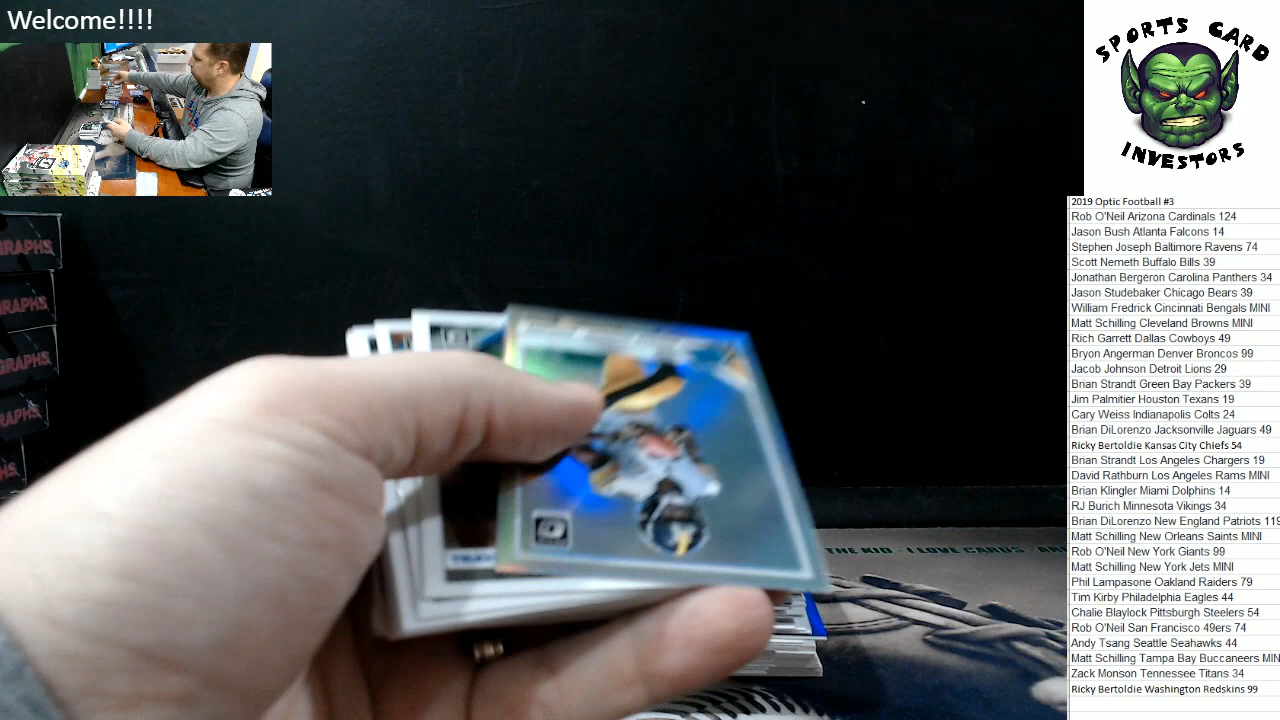 Welcome!!!!
SPORTS CARD
INVESTORS
2019 Optic Football #3
Rob O'Neil Arizona Cardinals 124
Jason Bush Atlanta Falcons 14
Stephen Joseph Baltimore Ravens 74
Scott Nemeth Buffalo Bills 39
Jonathan Bergeron Carolina Panthers 34
Jason Studebaker Chicago Bears 39
William Fredrick Cincinnati Bengals MINI
Matt Schilling Cleveland Browns MINI
Rich Garrett Dallas Cowboys 49
Bryon Angerman Denver Broncos 99
Jacob Johnson Detroit Lions 29
Brian Strandt Green Bay Packers 39
Jim Palmitier Houston Texans 19
Cary Weiss Indianapolis Colts 24
Brian DiLorenzo Jacksonville Jaguars 49
Ricky Bertoldie Kansas City Chiefs 54
Brian Strandt Los Angeles Chargers 19
David Rathburn Los Angeles Rams MINI
Brian Klingler Miami Dolphins 14
RJ Burich Minnesota Vikings 34
Brian DiLorenzo New England Patriots 119
Matt Schilling New Orleans Saints MINI
Rob O'Neil New York Giants 99
Matt Schilling New York Jets MINI
Phil Lampasone Oakland Raiders 79
Tim Kirby Philadelphia Eagles 44
Chalie Blaylock Pittsburgh Steelers 54
Rob O'Neil San Francisco 49ers 74
Andy Tsang Seattle Seahawks 44
Matt Schilling Tampa Bay Buccaneers MIN
Zack Monson Tennessee Titans 34
Ricky Bertoldie Washington Redskins 99
GRAPHS
GRAPHS
GRAPHS
THE KID - I LOVE CARDS